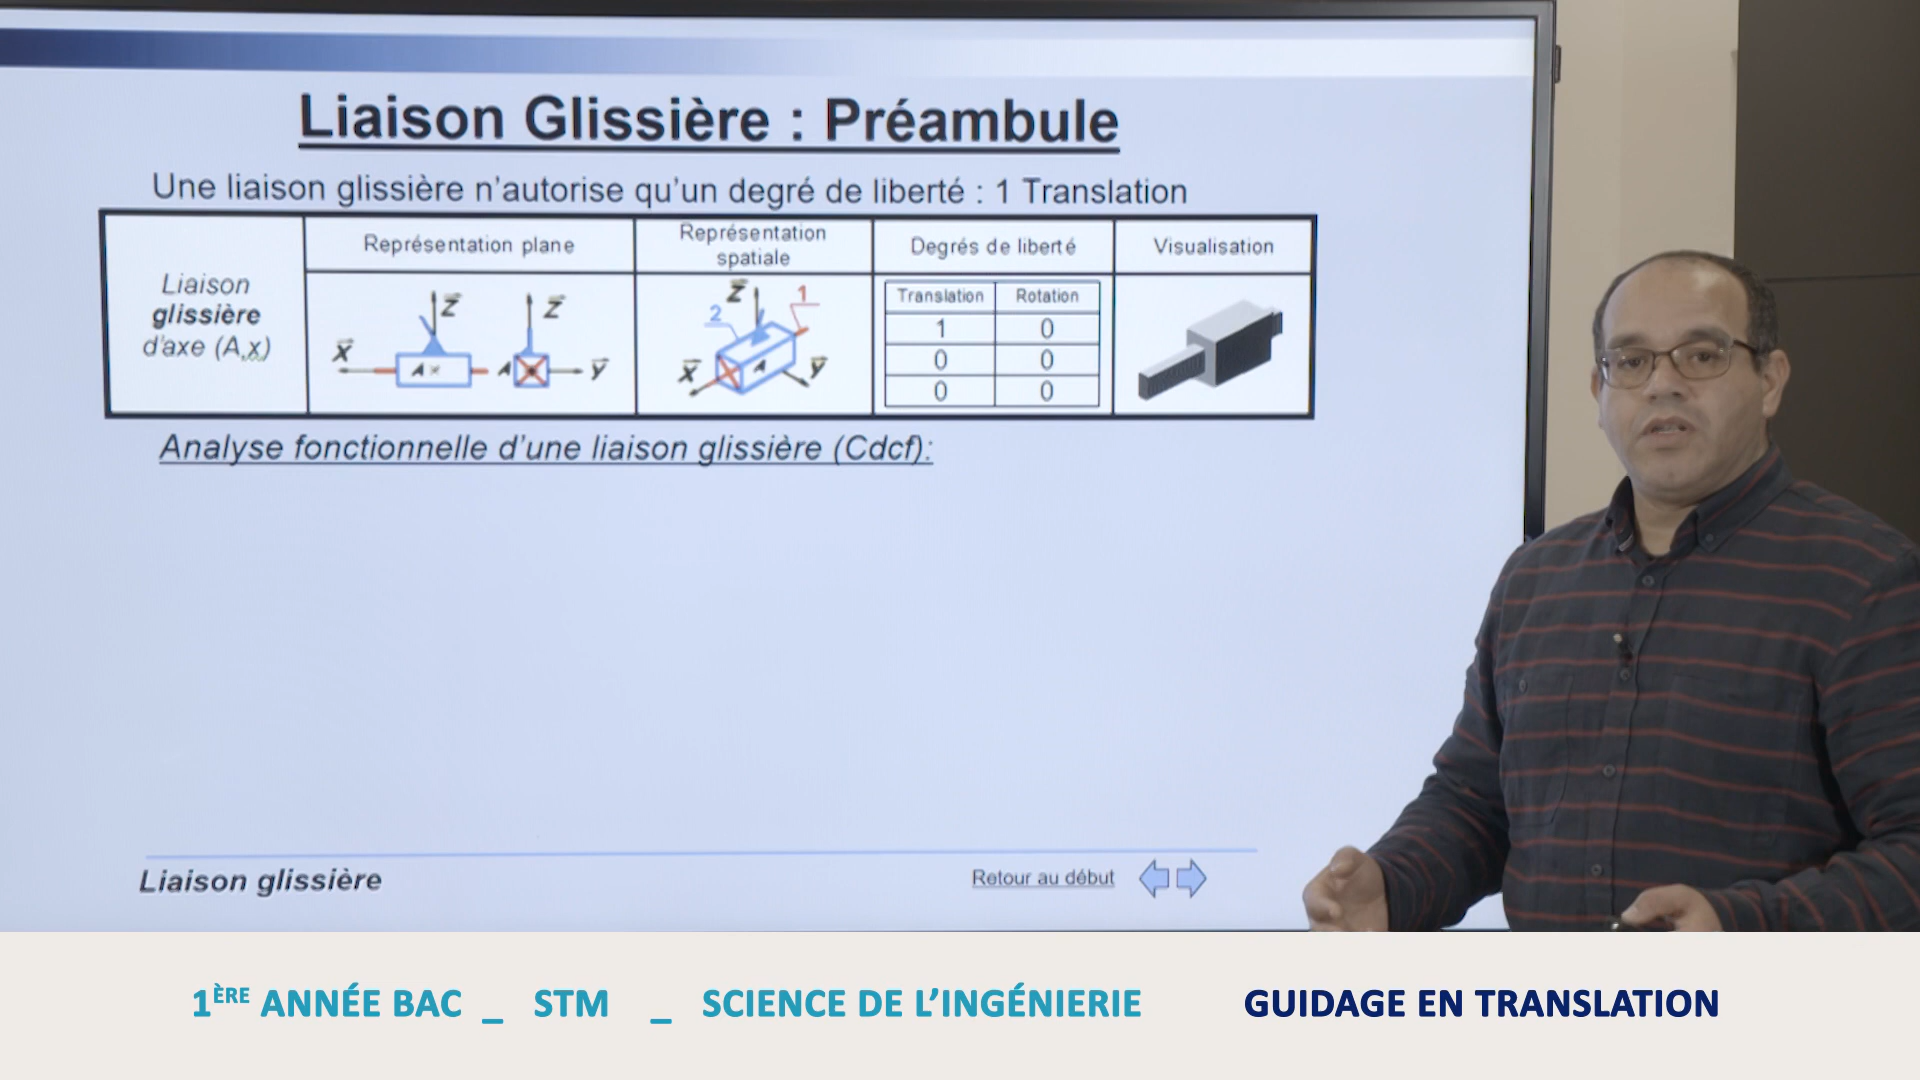 Liaison Glissière : Préambule
Une liaison glissière n'autorise qu'un degré de liberté : 1 Translation
Liaison
glissière
d'axe (A,x)
Représentation plane
Représentation
spatiale
Degrés de liberté
Visualisation
Z
X
A
Z
A
Y
Z
1
2
X
A
Y
Translation Rotation
1 0
0 0
0 0
Analyse fonctionnelle d'une liaison glissière (Cdcf):
Liaison glissière
Retour au début
1ÈRE ANNÉE BAC _ STM _ SCIENCE DE L'INGÉNIERIE GUIDAGE EN TRANSLATION